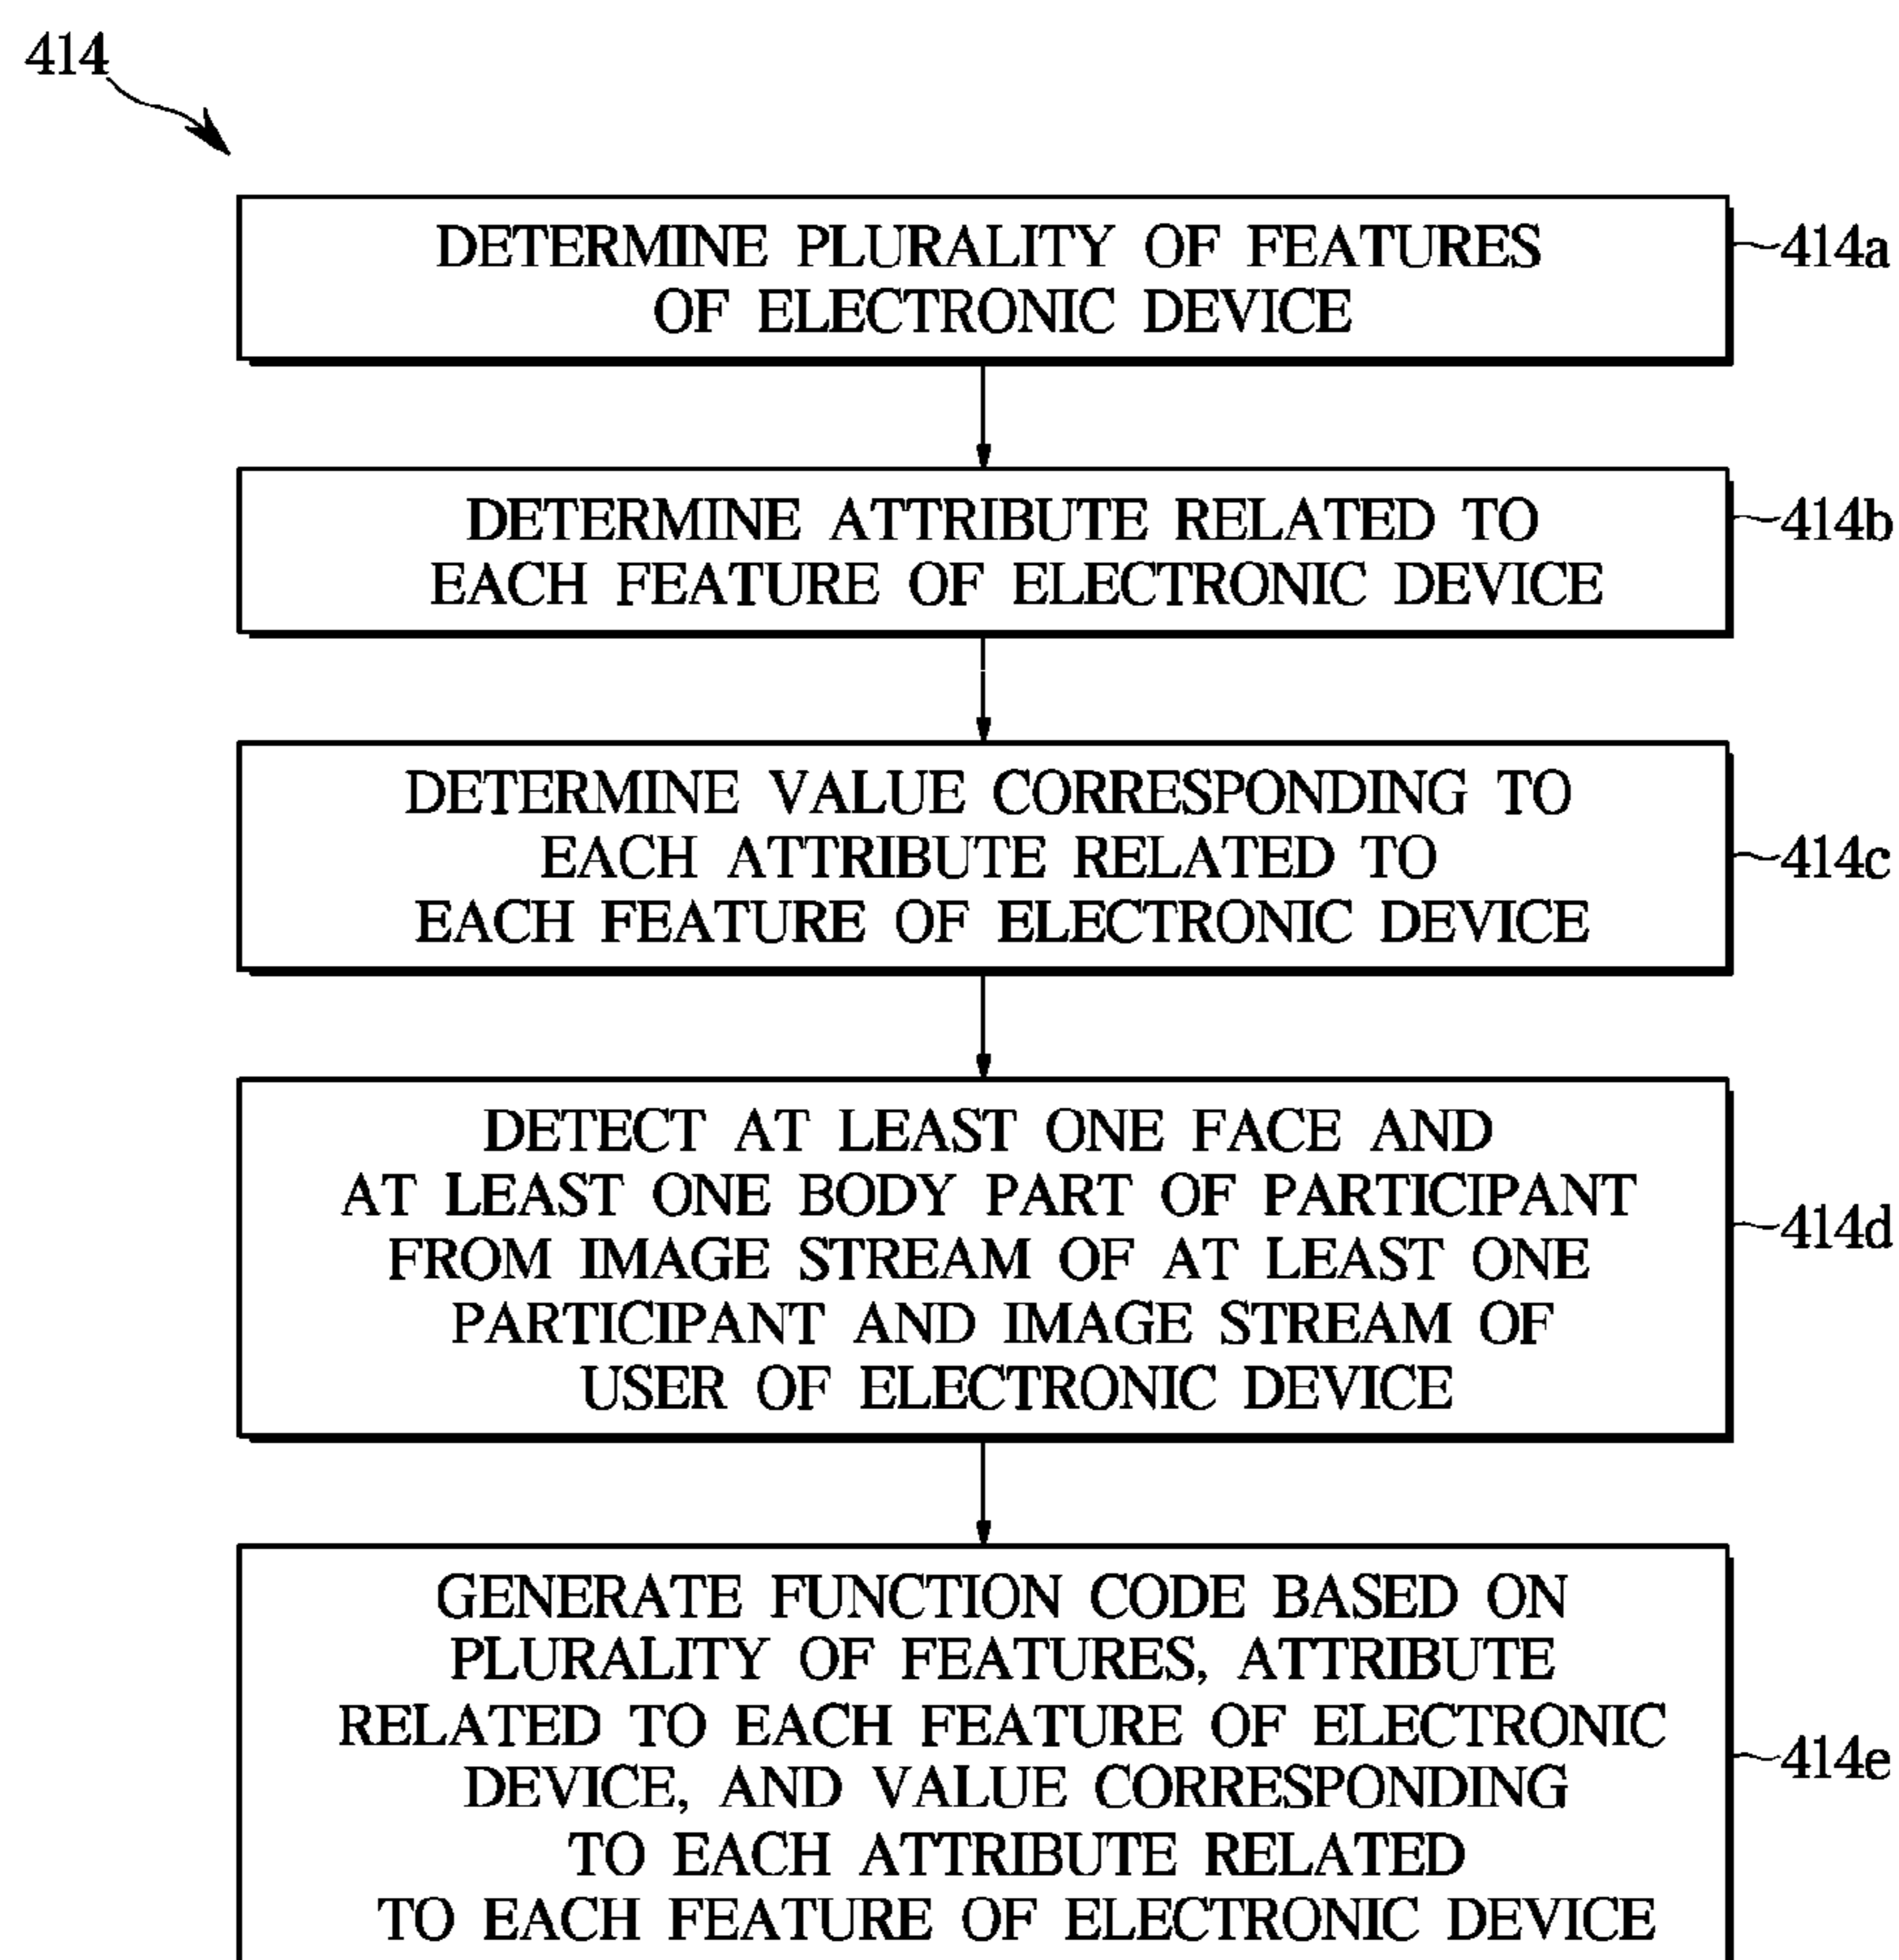 414
DETERMINE PLURALITY OF FEATURES
OF ELECTRONIC DEVICE
414a
DETERMINE ATTRIBUTE RELATED TO
EACH FEATURE OF ELECTRONIC DEVICE
414b
DETERMINE VALUE CORRESPONDING TO
EACH ATTRIBUTE RELATED TO
EACH FEATURE OF ELECTRONIC DEVICE
414c
DETECT AT LEAST ONE FACE AND
AT LEAST ONE BODY PART OF PARTICIPANT
FROM IMAGE STREAM OF AT LEAST ONE
PARTICIPANT AND IMAGE STREAM OF
USER OF ELECTRONIC DEVICE
414d
GENERATE FUNCTION CODE BASED ON
PLURALITY OF FEATURES, ATTRIBUTE
RELATED TO EACH FEATURE OF ELECTRONIC
DEVICE, AND VALUE CORRESPONDING
TO EACH ATTRIBUTE RELATED
TO EACH FEATURE OF ELECTRONIC DEVICE
414e